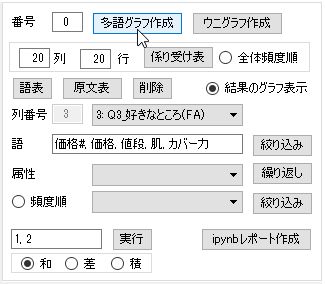 番号 0 多語グラフ作成 ウニグラフ作成
20 列 20 行 係り受け表 全体頻度順
語表 原文表 削除 結果のグラフ表示
列番号 3 3: Q3_好きなところ(FA)
語 価格#, 価格, 値段, 肌, カバー力 絞り込み
属性 繰り返し
頻度順 絞り込み
1, 2 実行 ipynbレポート作成
和 差 積